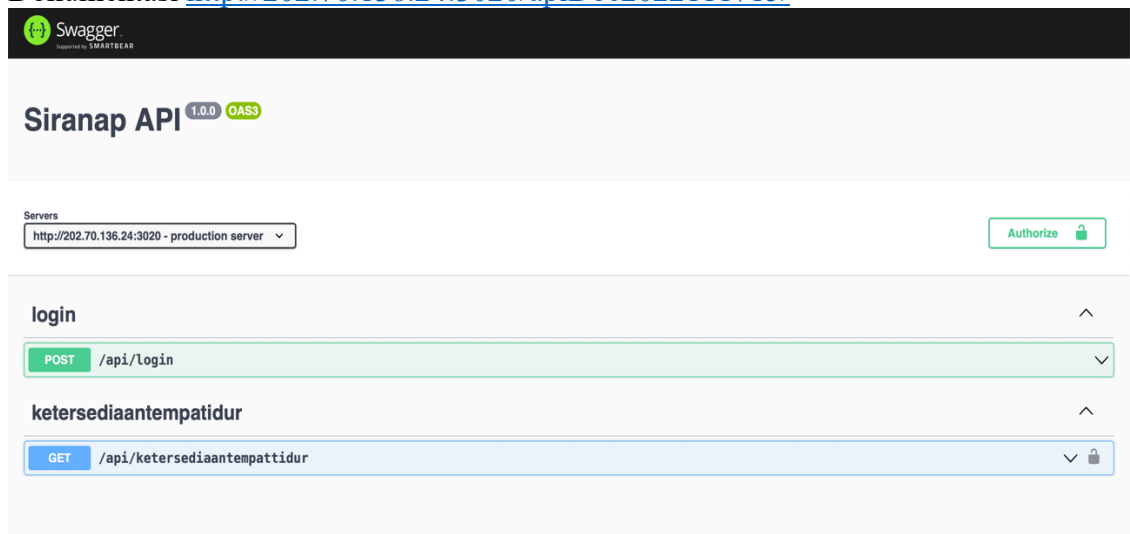 Swagger.
Supported by SMARTBEAR
Siranap API 1.0.0 OAS3
Servers
http://202.70.136.24:3020 - production server
Authorize
login
POST /api/login
ketersediaantempatidur
GET /api/ketersediaantempattidur